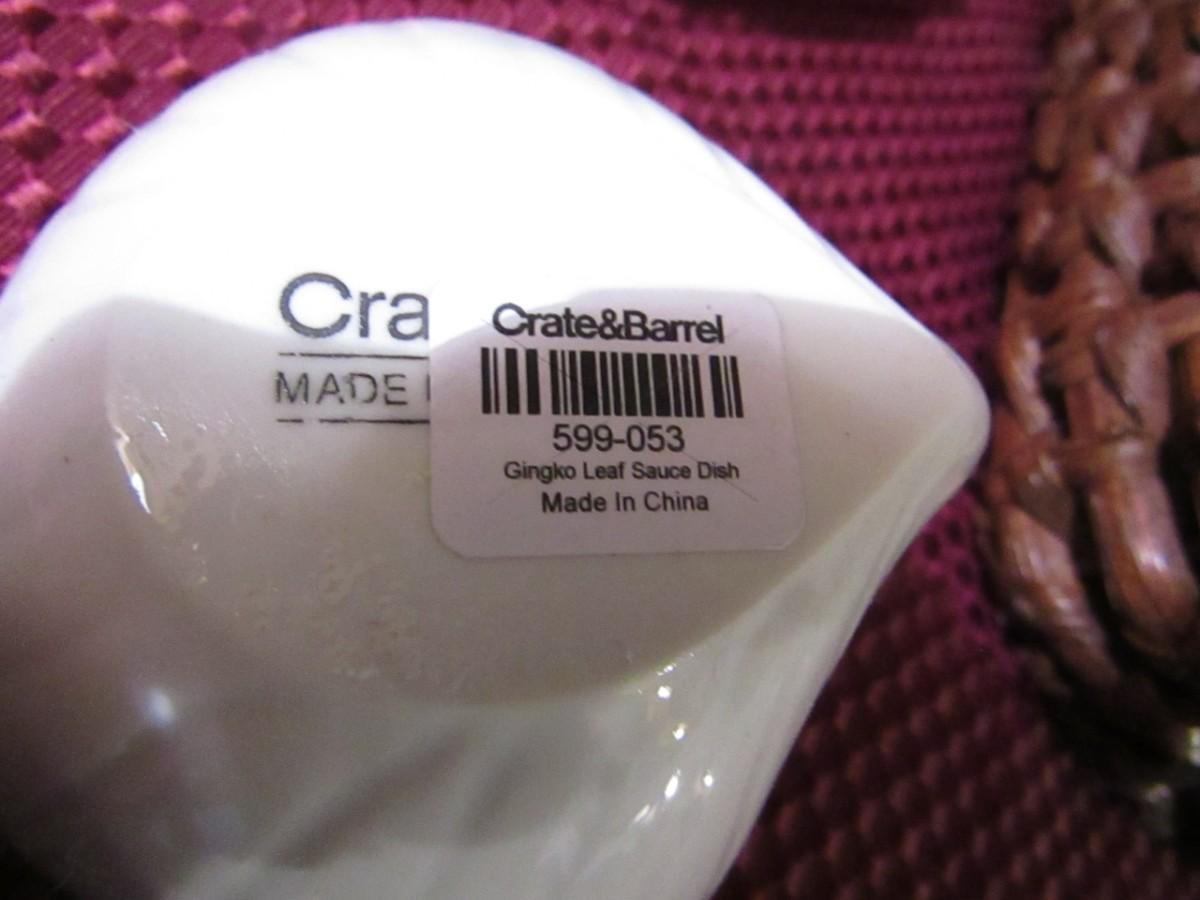 Cra
MADE
Crate&Barrel
599-053
Gingko Leaf Sauce Dish
Made In China